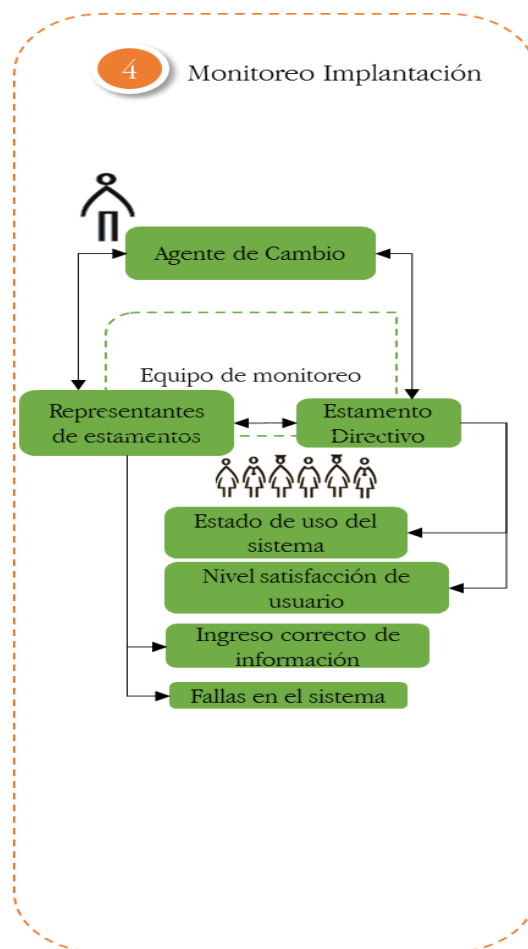 4
Monitoreo Implantación
Agente de Cambio
Equipo de monitoreo
Representantes
de estamentos
Estamento
Directivo
Estado de uso del
sistema
Nivel satisfacción de
usuario
Ingreso correcto de
información
Fallas en el sistema